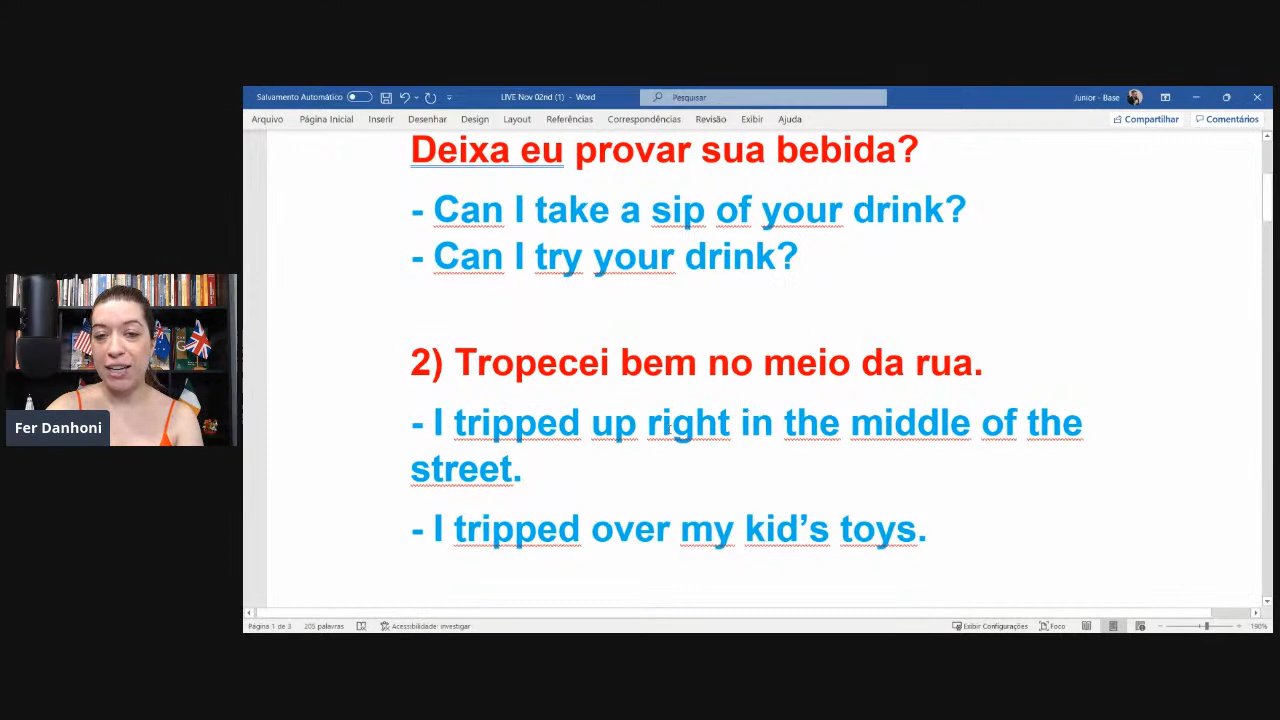 Salvamento Automático
LIVE Nov 02nd (1) - Word
Pesquisar
Júnior - Base
Arquivo Página Inicial Inserir Desenhar Design Layout Referências Correspondências Revisão Exibir Ajuda Compartilhar Comentários
Deixa eu provar sua bebida?
- Can I take a sip of your drink?
- Can I try your drink?
2) Tropecei bem no meio da rua.
- I tripped up right in the middle of the
street.
- I tripped over my kid’s toys.
Fer Danhoni
Página 1 de 3 205 palavras Acessibilidade: investigar Exibir Configurações Foco 190%